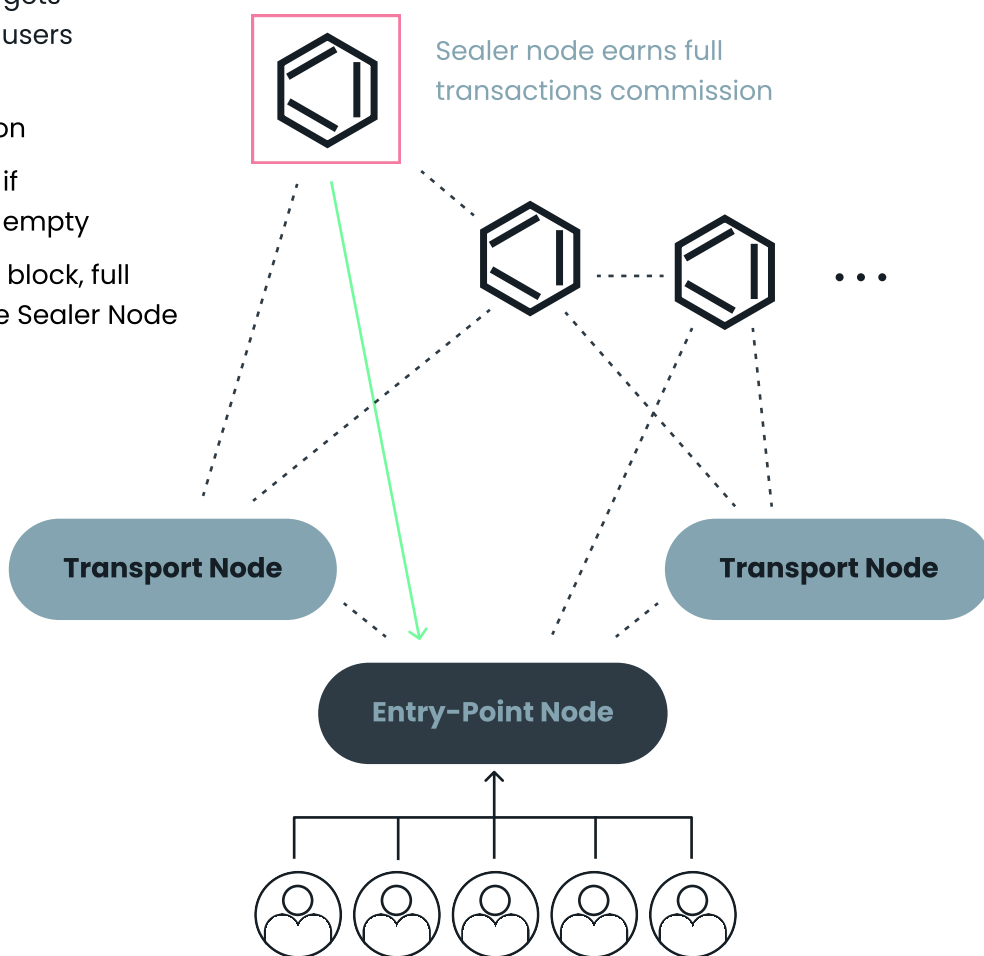 gets
users
on
if
empty
block, full
e Sealer Node
Sealer node earns full
transactions commission
Transport Node
Transport Node
Entry-Point Node